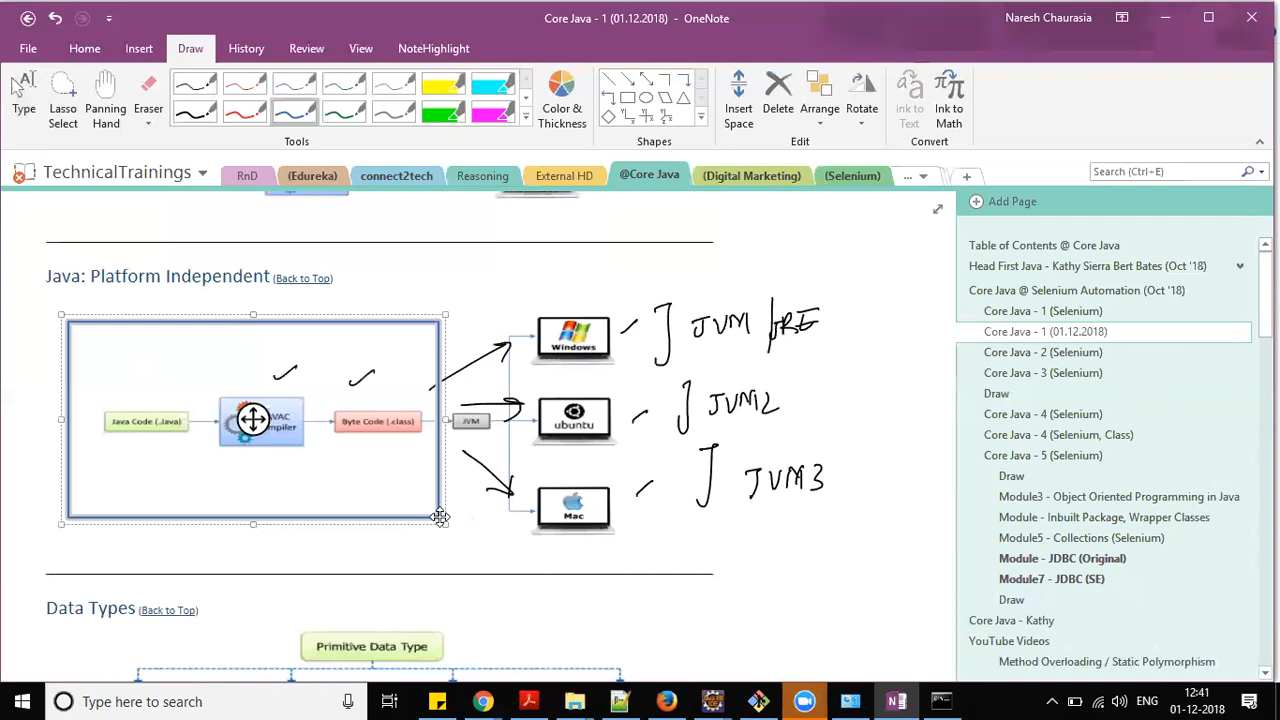 Core Java - 1 (01.12.2018) - OneNote
Naresh Chaurasia
File Home Insert Draw History Review View NoteHighlight
Type
Lasso Select
Panning Hand
Eraser
Color & Thickness
Insert Space
Delete
Arrange
Rotate
Ink to Text
Ink to Math
Tools
Shapes
Edit
Convert
TechnicalTrainings
RnD (Edureka) connect2tech Reasoning External HD @Core Java (Digital Marketing) (Selenium) ...
Search (Ctrl+E)
Java: Platform Independent (Back to Top)
Windows
JVM JRE
Java Code (.Java)
Byte Code (.class)
JVM
ubuntu
JVM2
Mac
JVM3
Data Types (Back to Top)
Primitive Data Type
Add Page
Table of Contents @ Core Java
Head First Java - Kathy Sierra Bert Bates (Oct '18)
Core Java @ Selenium Automation (Oct '18)
Core Java - 1 (Selenium)
Core Java - 1 (01.12.2018)
Core Java - 2 (Selenium)
Core Java - 3 (Selenium)
Draw
Core Java - 4 (Selenium)
Core Java - 4 (Selenium, Class)
Core Java - 5 (Selenium)
Draw
Module3 - Object Oriented Programming in Java
Module - Inbuilt Package, Wrapper Classes
Module5 - Collections (Selenium)
Module - JDBC (Original)
Module7 - JDBC (SE)
Draw
Core Java - Kathy
YouTube Videos
Method Overloading / Static Polymorphism
Type here to search
ENG
12:41
01-12-2018